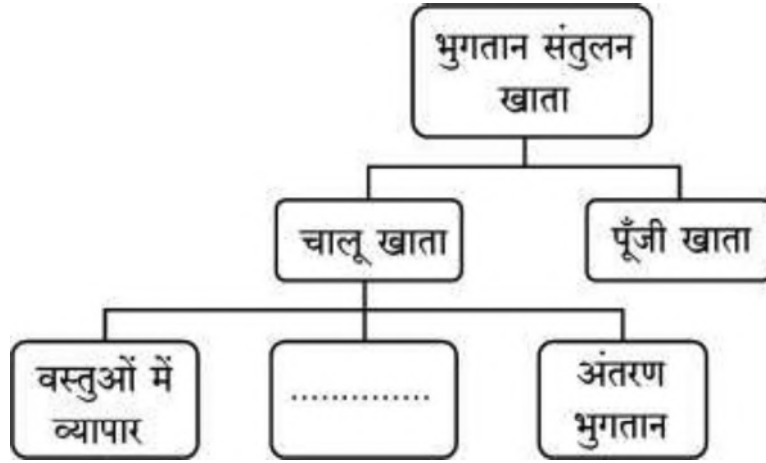 भुगतान संतुलन
खाता
चालू खाता
पूँजी खाता
वस्तुओं में
व्यापार
..............
अंतरण
भुगतान